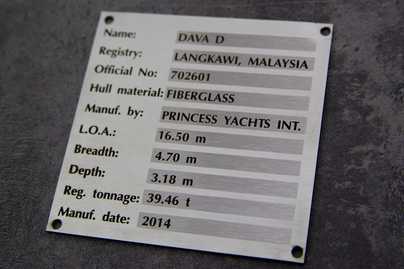 Name: DAVA D
Registry: LANGKAWI, MALAYSIA
Official No: 702601
Hull material: FIBERGLASS
Manuf. by: PRINCESS YACHTS INT.
L.O.A.: 16.50 m
Breadth: 4.70 m
Depth: 3.18 m
Reg. tonnage: 39.46 t
Manuf. date: 2014